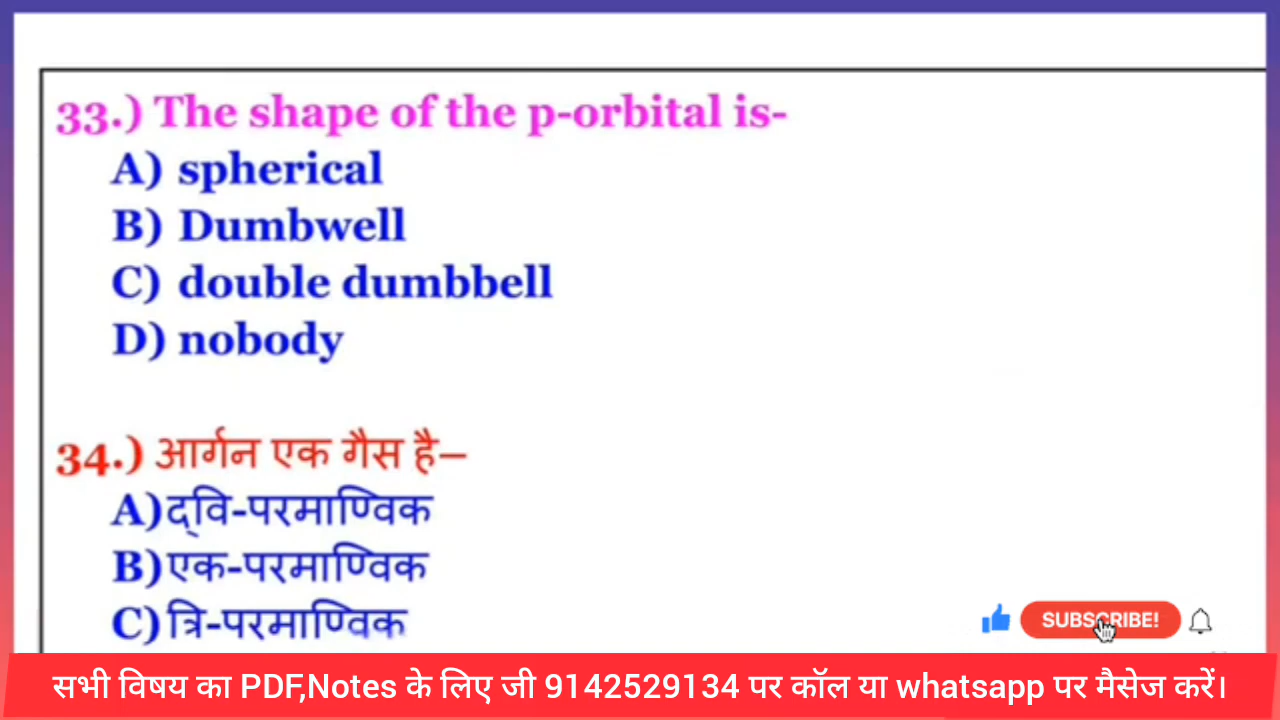 33.) The shape of the p-orbital is-
A) spherical
B) Dumbwell
C) double dumbbell
D) nobody
34.) आर्गन एक गैस है–
A)द्वि-परमाण्विक
B)एक-परमाण्विक
C)त्रि-परमाण्विक
SUBSCRIBE!
सभी विषय का PDF,Notes के लिए जी 9142529134 पर कॉल या whatsapp पर मैसेज करें।